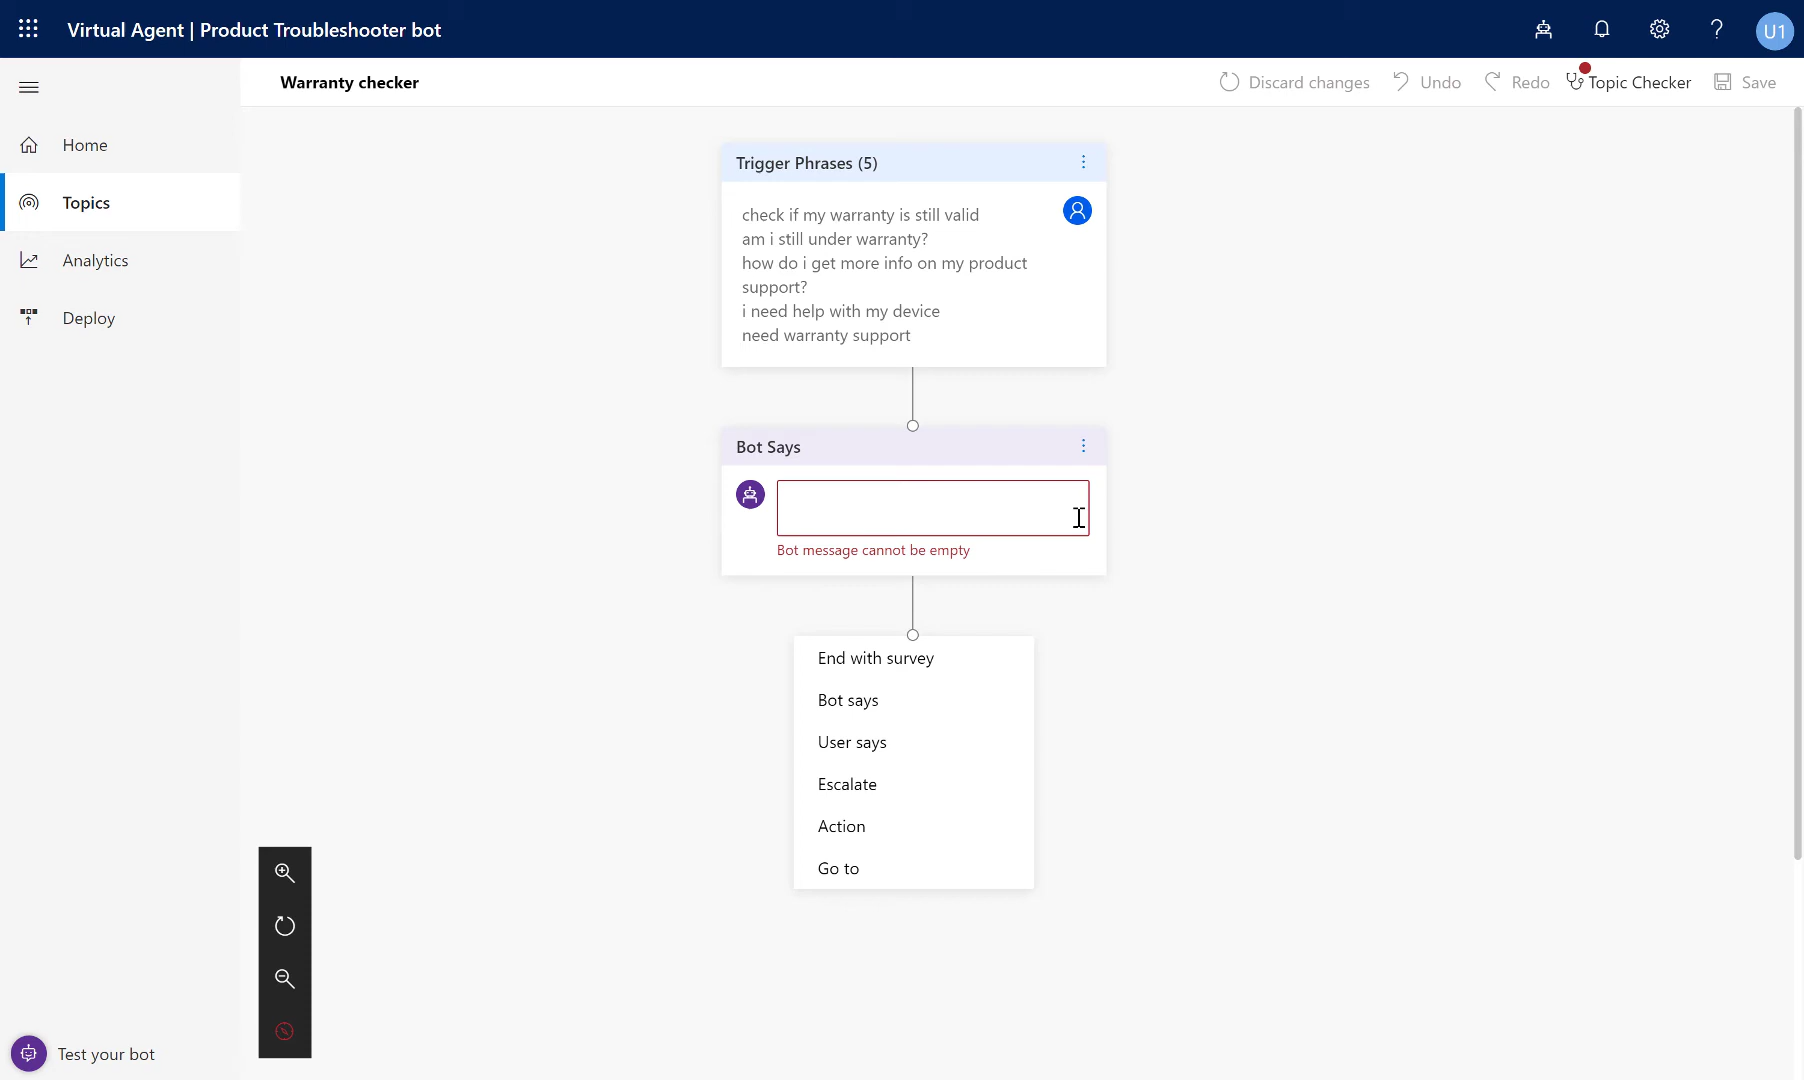 Virtual Agent | Product Troubleshooter bot
U1
Warranty checker
Discard changes
Undo
Redo
Topic Checker
Save
Home
Topics
Analytics
Deploy
Trigger Phrases (5)
check if my warranty is still valid
am i still under warranty?
how do i get more info on my product
support?
i need help with my device
need warranty support
Bot Says
Bot message cannot be empty
End with survey
Bot says
User says
Escalate
Action
Go to
Test your bot